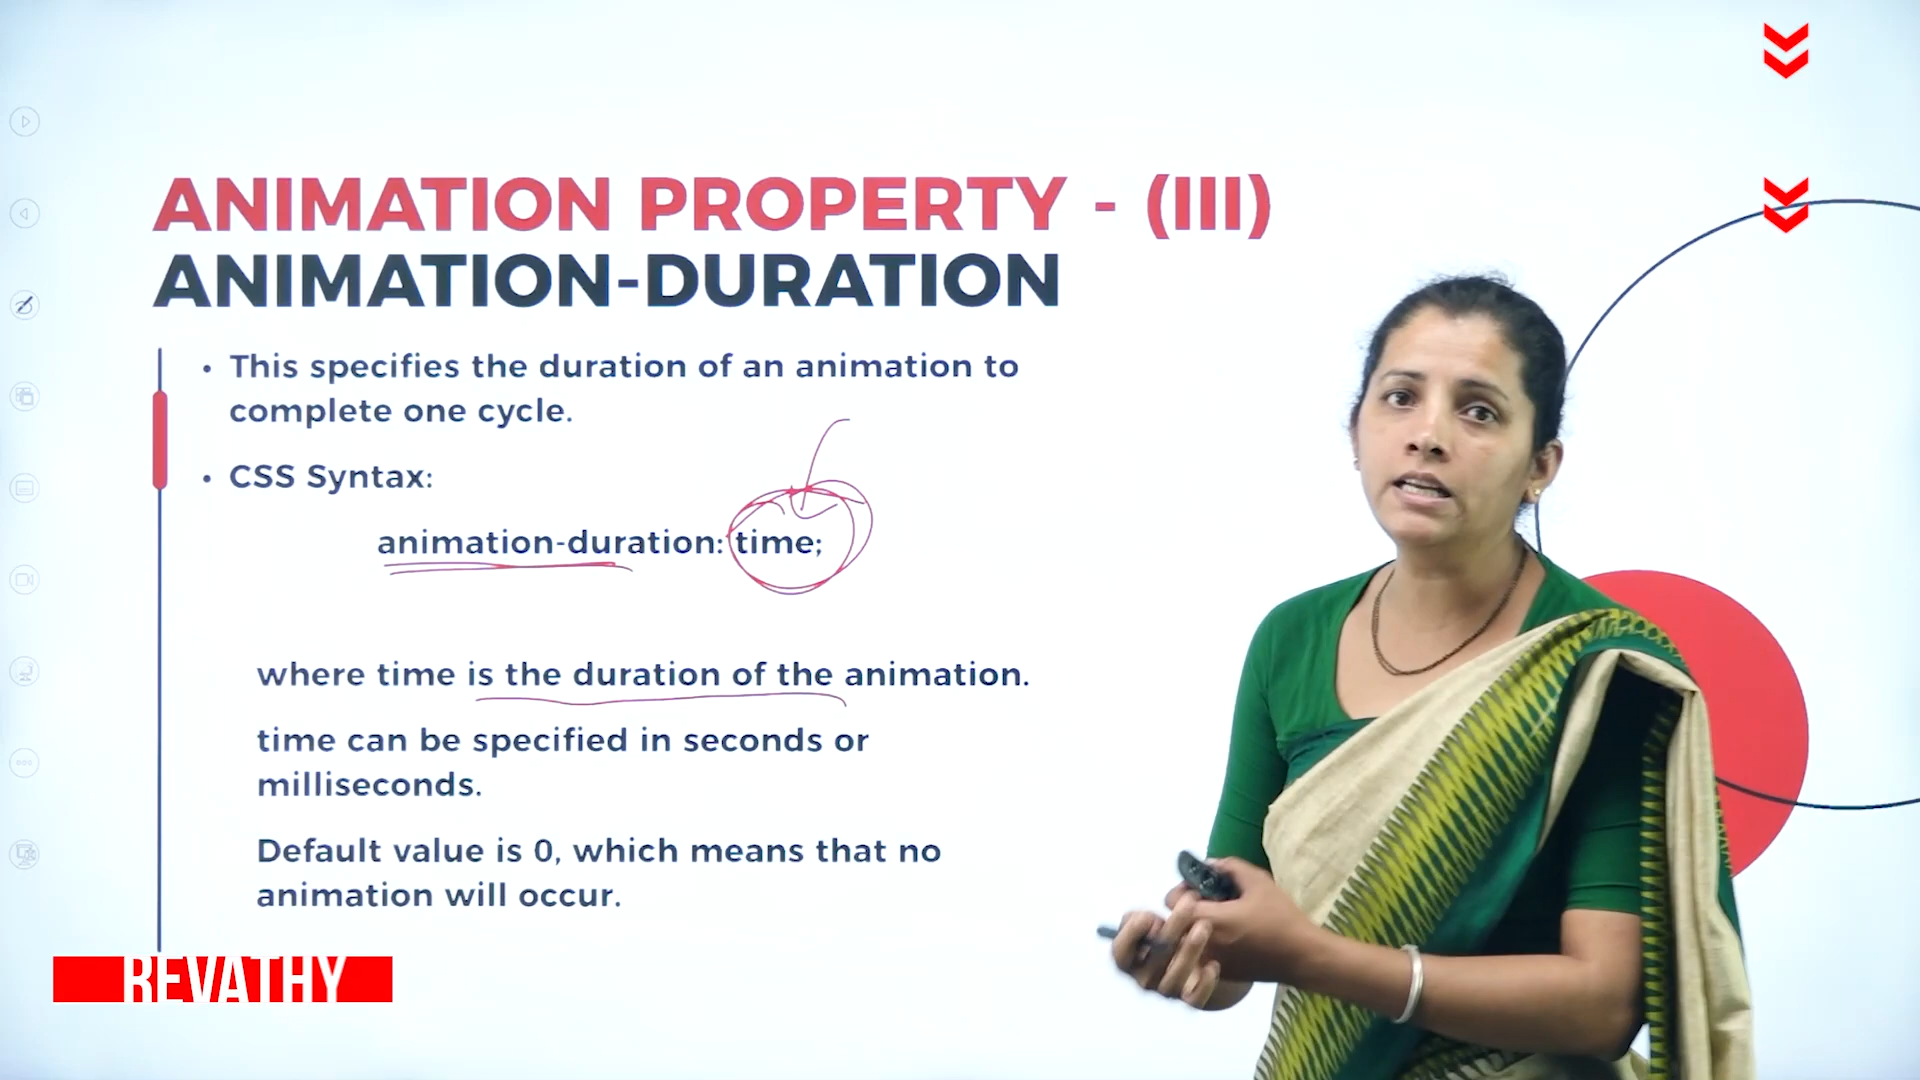 ANIMATION PROPERTY - (III)
ANIMATION-DURATION
• This specifies the duration of an animation to
complete one cycle.
• CSS Syntax:
animation-duration: time;
where time is the duration of the animation.
time can be specified in seconds or
milliseconds.
Default value is 0, which means that no
animation will occur.
REVATHY